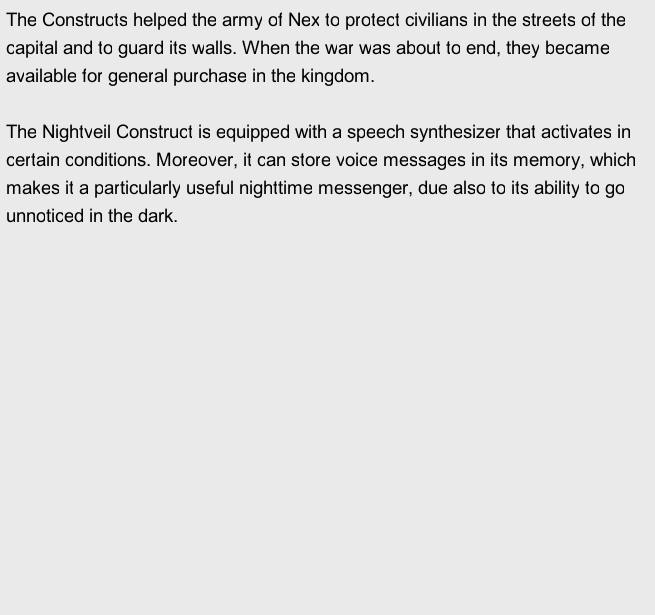 The Constructs helped the army of Nex to protect civilians in the streets of the
capital and to guard its walls. When the war was about to end, they became
available for general purchase in the kingdom.

The Nightveil Construct is equipped with a speech synthesizer that activates in
certain conditions. Moreover, it can store voice messages in its memory, which
makes it a particularly useful nighttime messenger, due also to its ability to go
unnoticed in the dark.